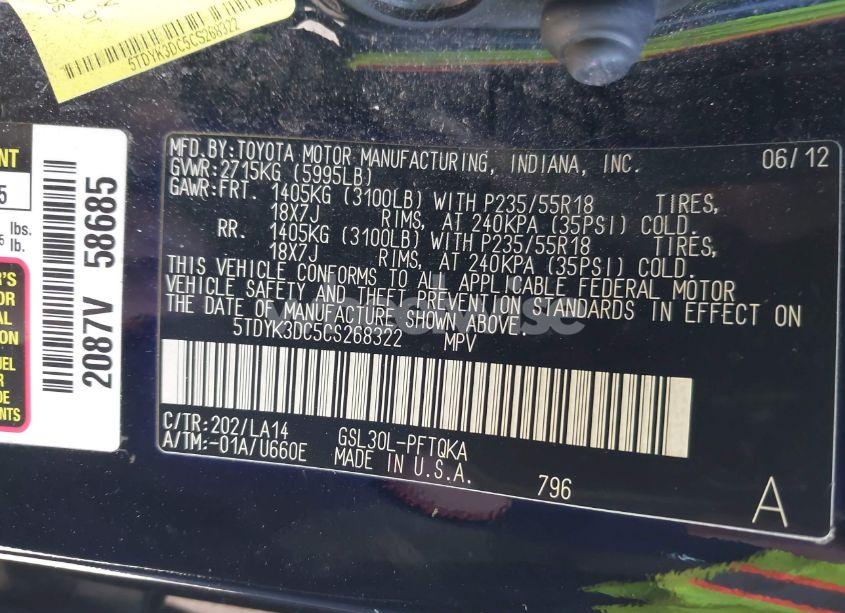 5TDYK3DC5CS268322
NT
5
lbs.
lb.
2087V 58685
MFD.BY:TOYOTA MOTOR MANUFACTURING, INDIANA, INC. 06/12
GVWR:2715KG (5995LB)
GAWR:FRT. 1405KG (3100LB) WITH P235/55R18 TIRES,
18X7J RIMS, AT 240KPA (35PSI) COLD.
RR. 1405KG (3100LB) WITH P235/55R18 TIRES,
18X7J RIMS, AT 240KPA (35PSI) COLD.
THIS VEHICLE CONFORMS TO ALL APPLICABLE FEDERAL MOTOR
VEHICLE SAFETY AND THEFT PREVENTION STANDARDS IN EFFECT ON
THE DATE OF MANUFACTURE SHOWN ABOVE.
5TDYK3DC5CS268322 MPV
C/TR:202/LA14 GSL30L-PFTQKA
A/TM:-01A/U660E MADE IN U.S.A.
796
A